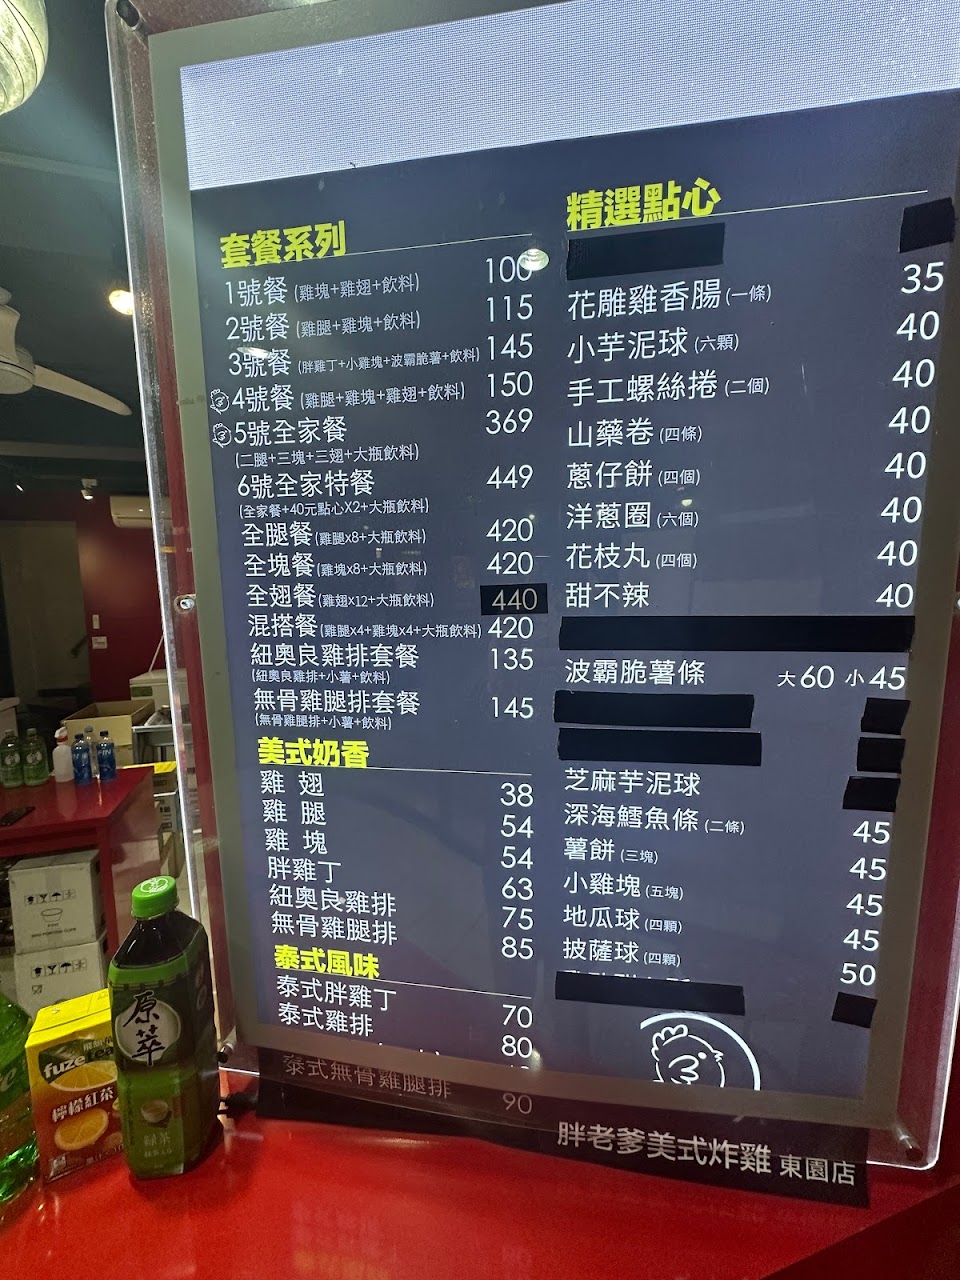 套餐系列
1號餐 (雞塊+雞翅+飲料) 100
2號餐 (雞腿+雞塊+飲料) 115
3號餐 (胖雞丁+小雞塊+波霸脆薯+飲料) 145
4號餐 (雞腿+雞塊+雞翅+飲料) 150
5號全家餐 369
(二腿+三塊+三翅+大瓶飲料)
6號全家特餐 449
(全家餐+40元點心X2+大瓶飲料)
全腿餐 (雞腿x8+大瓶飲料) 420
全塊餐 (雞塊x8+大瓶飲料) 420
全翅餐 (雞翅x12+大瓶飲料) 440
混搭餐 (雞腿x4+雞塊x4+大瓶飲料) 420
紐奧良雞排套餐 135
(紐奧良雞排+小薯+飲料)
無骨雞腿排套餐 145
(無骨雞腿排+小薯+飲料)
美式奶香
雞 翅 38
雞 腿 54
雞 塊 54
胖雞丁 63
紐奧良雞排 75
無骨雞腿排 85
泰式風味
泰式胖雞丁 70
泰式雞排 80
泰式無骨雞腿排 90
精選點心
花雕雞香腸 (一條) 35
小芋泥球 (六顆) 40
手工螺絲捲 (二個) 40
山藥卷 (四條) 40
蔥仔餅 (四個) 40
洋蔥圈 (六個) 40
花枝丸 (四個) 40
甜不辣 40
波霸脆薯條 大60 小45
芝麻芋泥球
深海鱈魚條 (二條) 45
薯餅 (三塊) 45
小雞塊 (五塊) 45
地瓜球 (四顆) 45
披薩球 (四顆) 50
胖老爹美式炸雞 東園店
原萃
綠茶
fuze tea
檸檬紅茶